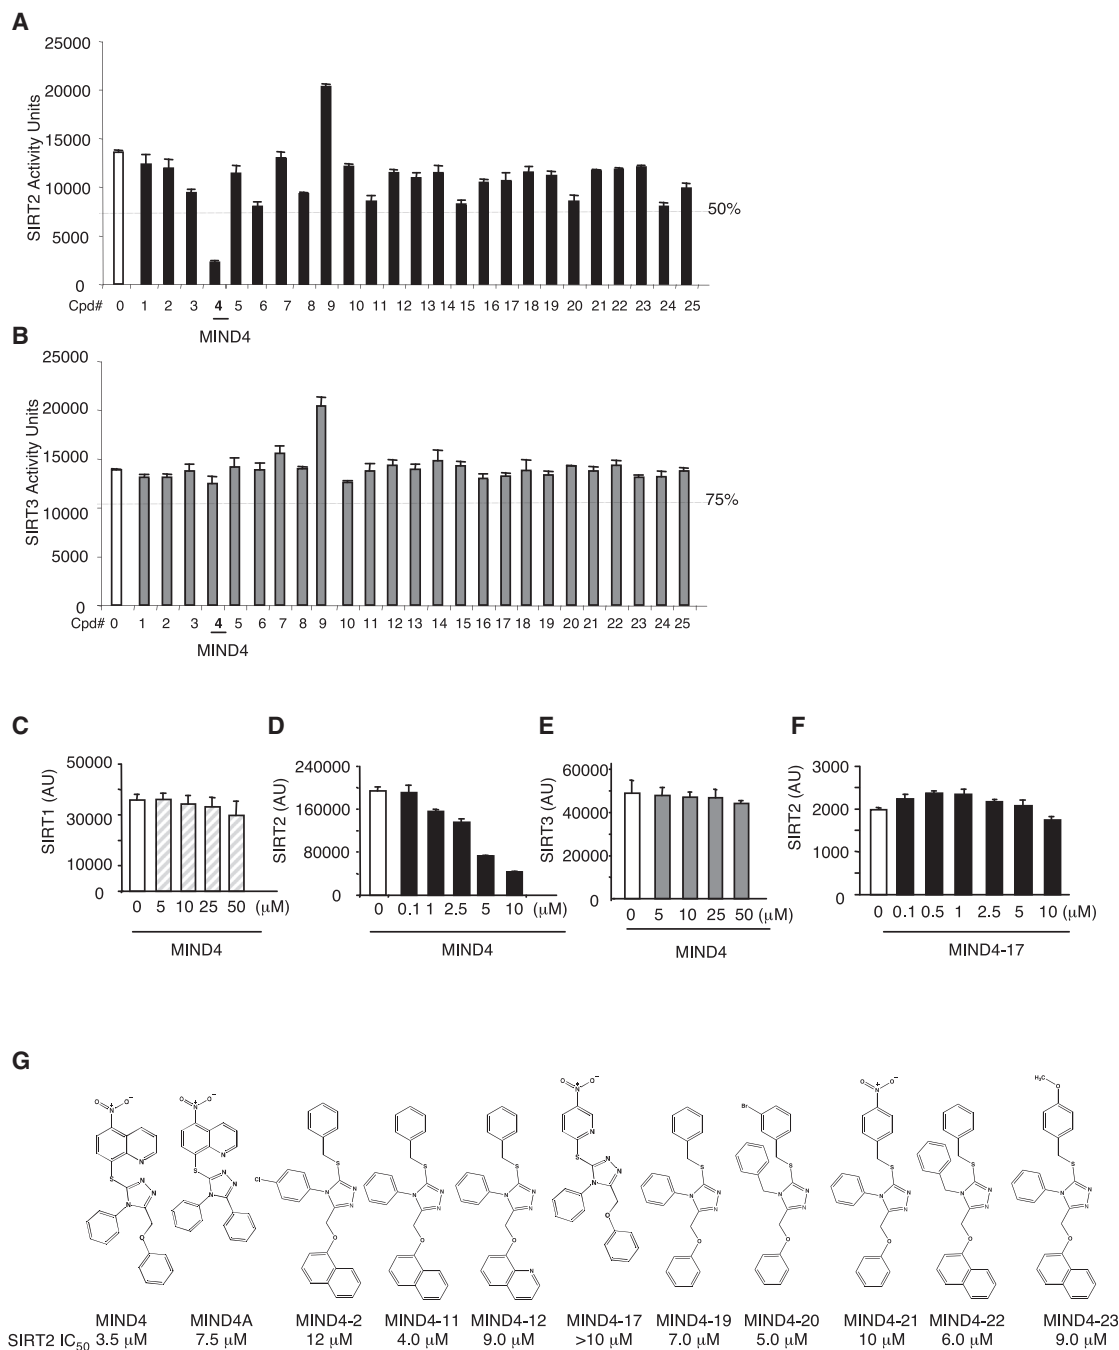 A
25000
20000
15000
10000
5000
0
SIRT2 Activity Units
50%
Cpd# 0 1 2 3 4 5 6 7 8 9 10 11 12 13 14 15 16 17 18 19 20 21 22 23 24 25
MIND4
B
25000
20000
15000
10000
5000
0
SIRT3 Activity Units
75%
Cpd# 0 1 2 3 4 5 6 7 8 9 10 11 12 13 14 15 16 17 18 19 20 21 22 23 24 25
MIND4
C
50000
30000
10000
0
SIRT1 (AU)
0 5 10 25 50 (μM)
MIND4
D
240000
160000
80000
0
SIRT2 (AU)
0 0.1 1 2.5 5 10 (μM)
MIND4
E
60000
40000
20000
0
SIRT3 (AU)
0 5 10 25 50 (μM)
MIND4
F
3000
2000
1000
0
SIRT2 (AU)
0 0.1 0.5 1 2.5 5 10 (μM)
MIND4-17
G
MIND4 MIND4A MIND4-2 MIND4-11 MIND4-12 MIND4-17 MIND4-19 MIND4-20 MIND4-21 MIND4-22 MIND4-23
SIRT2 IC50 3.5 μM 7.5 μM 12 μM 4.0 μM 9.0 μM >10 μM 7.0 μM 5.0 μM 10 μM 6.0 μM 9.0 μM